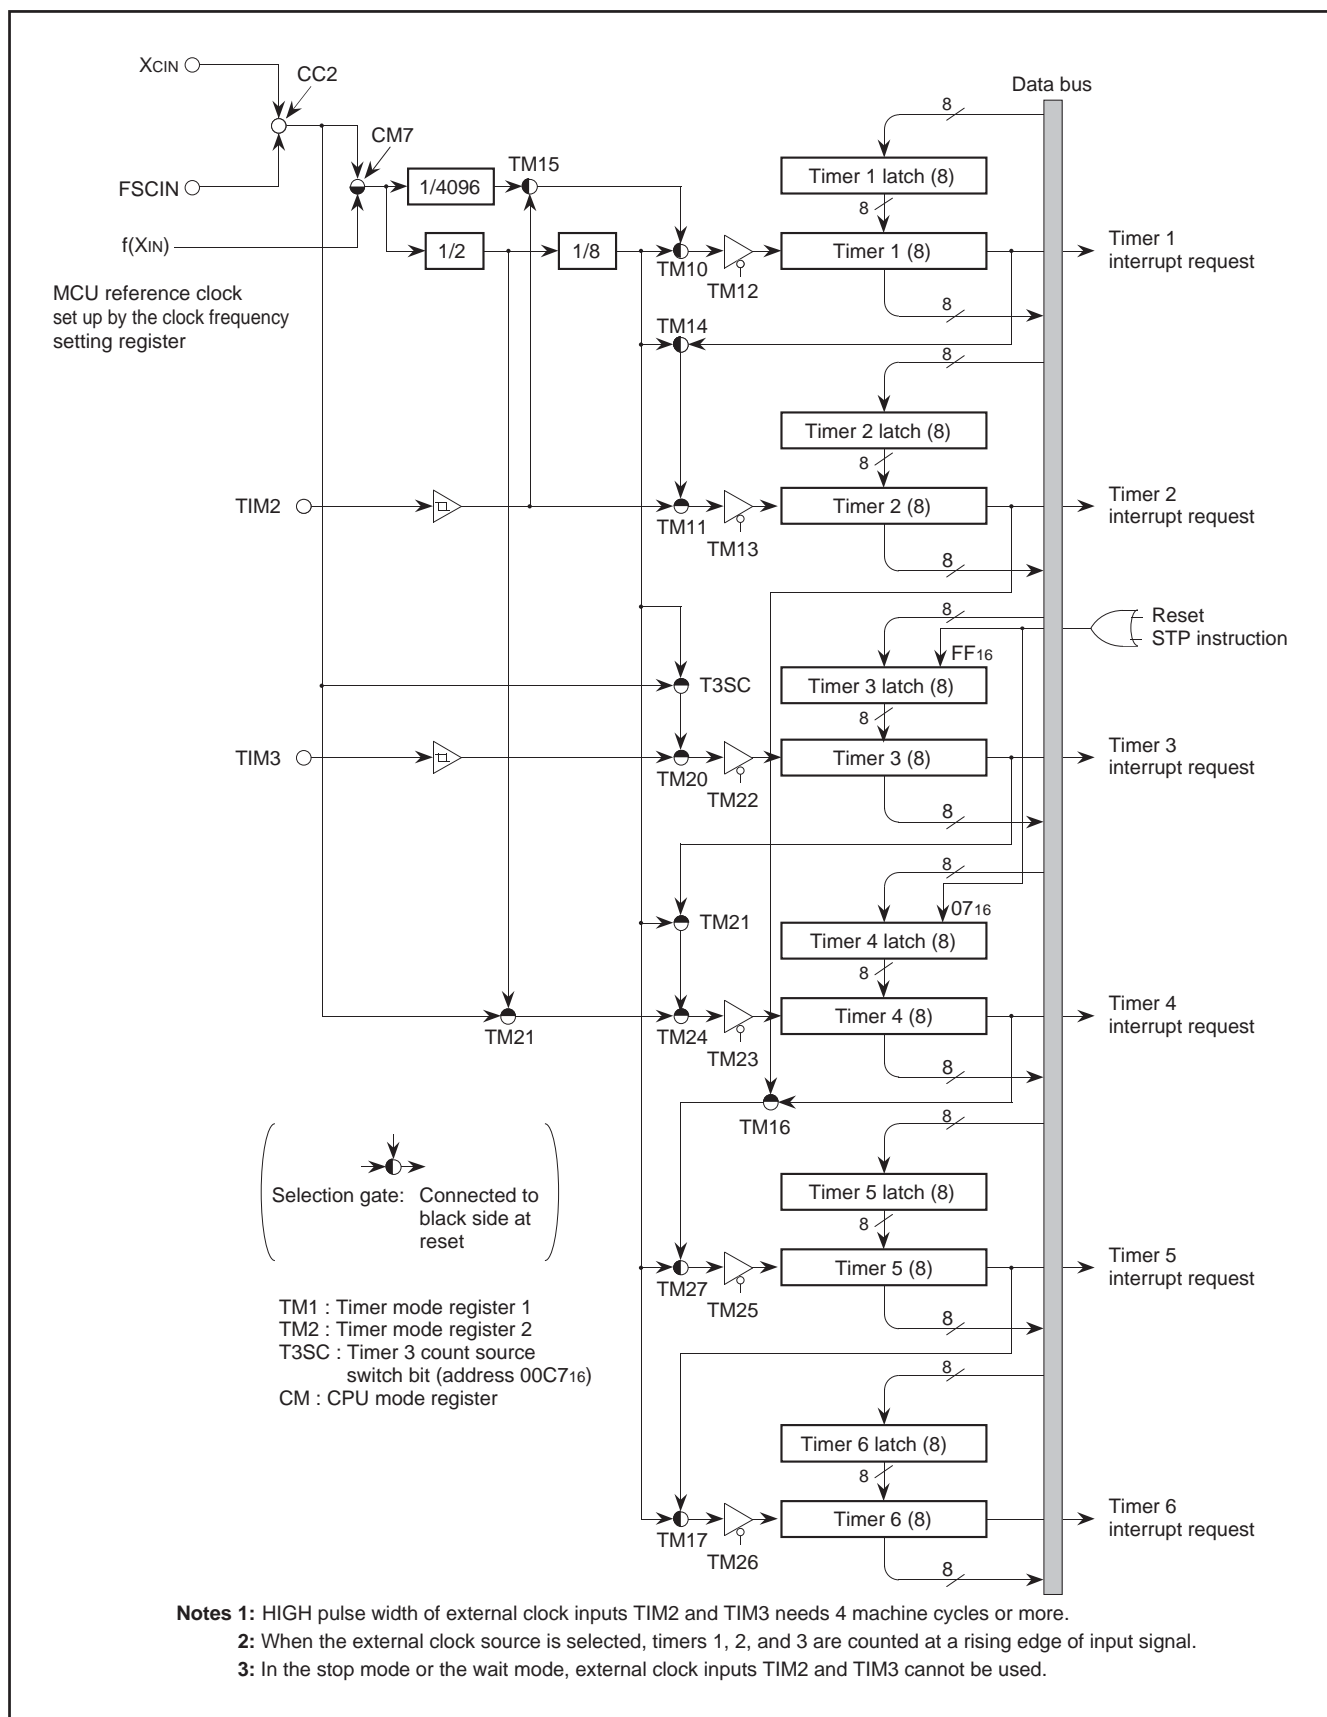 XCIN
CC2
Data bus
8
CM7
TM15
FSCIN
1/4096
Timer 1 latch (8)
8
f(XIN)
1/2
1/8
TM10
TM12
Timer 1 (8)
Timer 1
interrupt request
MCU reference clock
set up by the clock frequency
setting register
8
TM14
8
Timer 2 latch (8)
8
TIM2
TM11
TM13
Timer 2 (8)
Timer 2
interrupt request
8
8
Reset
STP instruction
FF16
T3SC
Timer 3 latch (8)
8
TIM3
TM20
TM22
Timer 3 (8)
Timer 3
interrupt request
8
8
0716
TM21
Timer 4 latch (8)
8
TM21
TM24
TM23
Timer 4 (8)
Timer 4
interrupt request
8
TM16
8
Selection gate: Connected to
black side at
reset
Timer 5 latch (8)
8
TM27
TM25
Timer 5 (8)
Timer 5
interrupt request
8
TM1 : Timer mode register 1
TM2 : Timer mode register 2
T3SC : Timer 3 count source
switch bit (address 00C716)
CM : CPU mode register
8
Timer 6 latch (8)
8
TM17
TM26
Timer 6 (8)
Timer 6
interrupt request
8
Notes 1: HIGH pulse width of external clock inputs TIM2 and TIM3 needs 4 machine cycles or more.
2: When the external clock source is selected, timers 1, 2, and 3 are counted at a rising edge of input signal.
3: In the stop mode or the wait mode, external clock inputs TIM2 and TIM3 cannot be used.